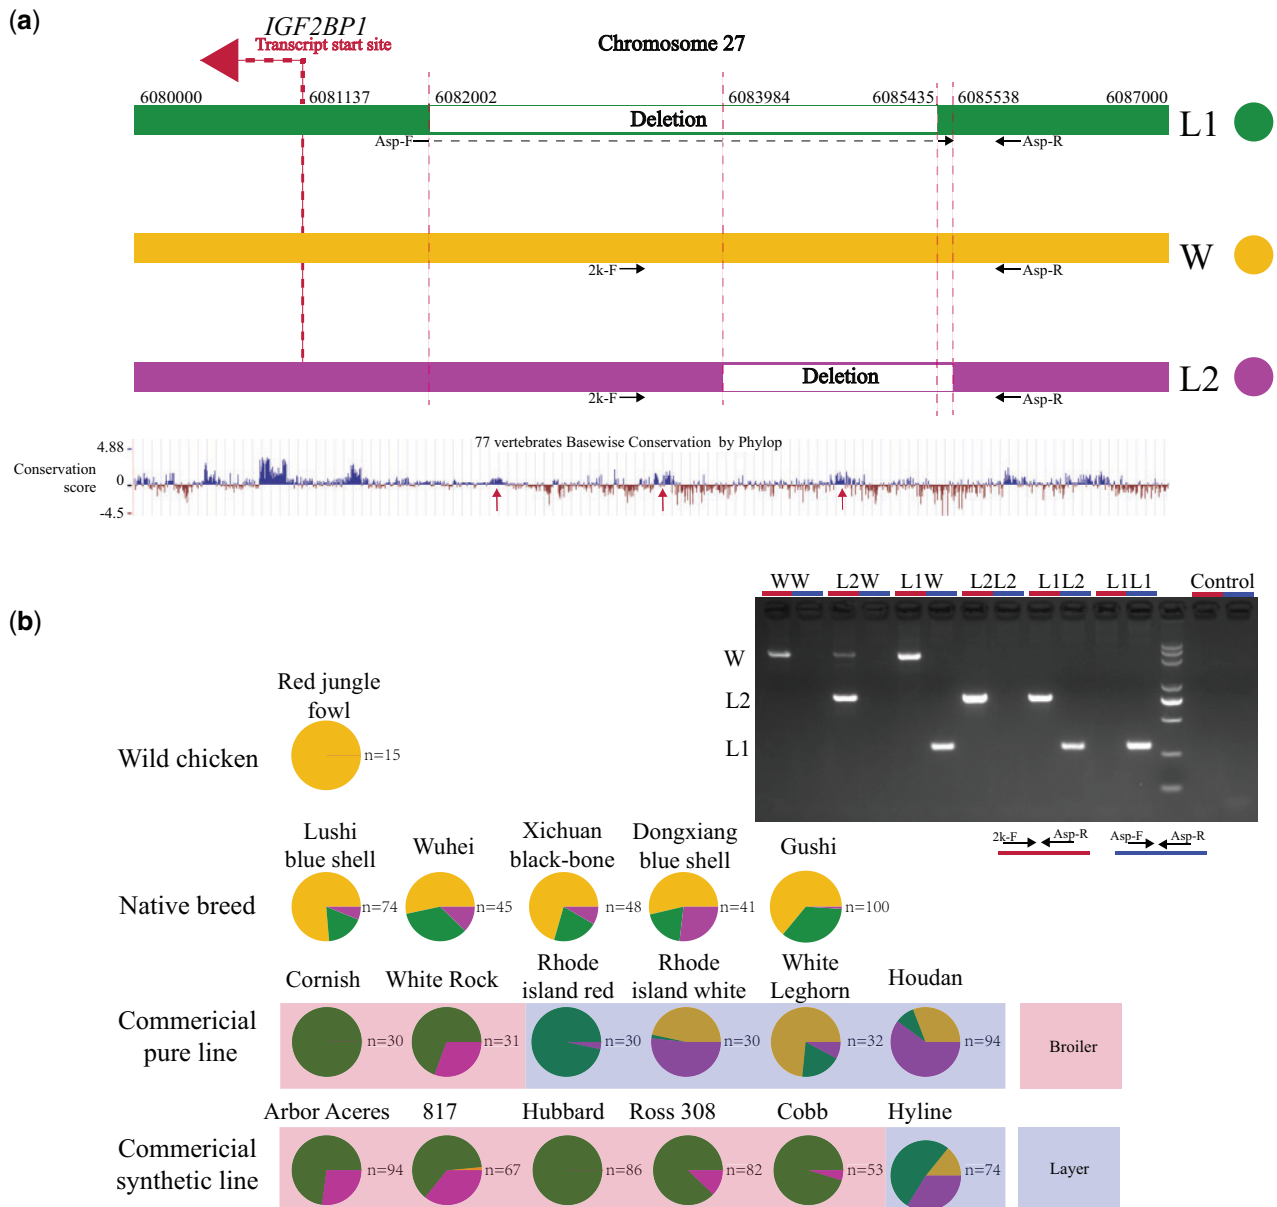 (a)
IGF2BP1
Transcript start site
Chromosome 27
6080000
6081137
6082002
6083984
6085435
6085538
6087000
Deletion
L1
Asp-F
Asp-R
W
2k-F
Asp-R
Deletion
L2
2k-F
Asp-R
77 vertebrates Basewise Conservation by Phylop
4.88
Conservation
score
0
-4.5
WW
L2W
L1W
L2L2
L1L2
L1L1
Control
W
L2
L1
2k-F
Asp-R
Asp-F
Asp-R
(b)
Red jungle
fowl
Wild chicken
n=15
Lushi
blue shell
Wuhei
Xichuan
black-bone
Dongxiang
blue shell
Gushi
Native breed
n=74
n=45
n=48
n=41
n=100
Cornish
White Rock
Rhode
island red
Rhode
island white
White
Leghorn
Houdan
Commericial
pure line
n=30
n=31
n=30
n=30
n=32
n=94
Broiler
Arbor Aceres
817
Hubbard
Ross 308
Cobb
Hyline
Commericial
synthetic line
n=94
n=67
n=86
n=82
n=53
n=74
Layer